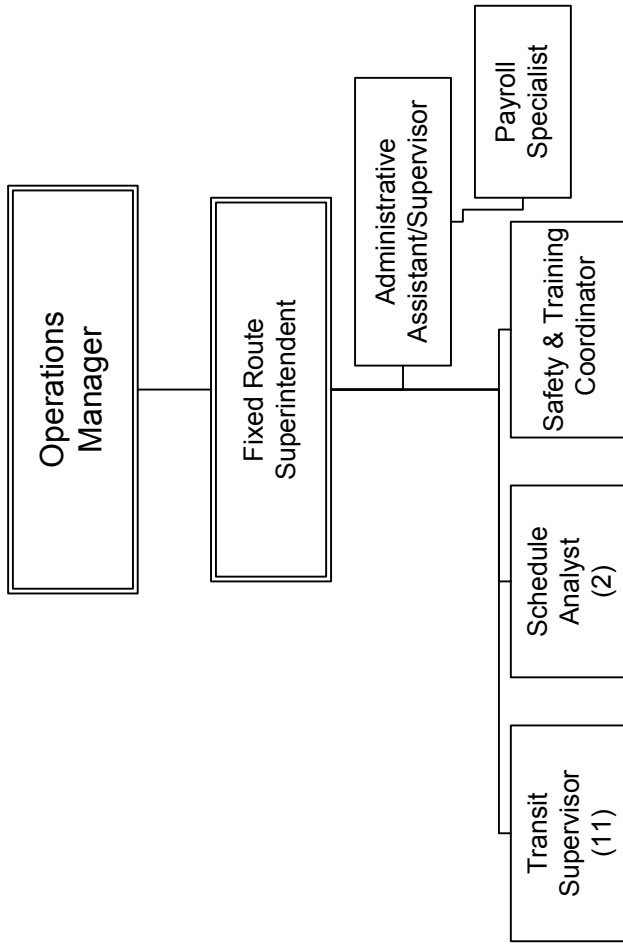 Operations
Manager
Fixed Route
Superintendent
Administrative
Assistant/Supervisor
Payroll
Specialist
Transit
Supervisor
(11)
Schedule
Analyst
(2)
Safety & Training
Coordinator